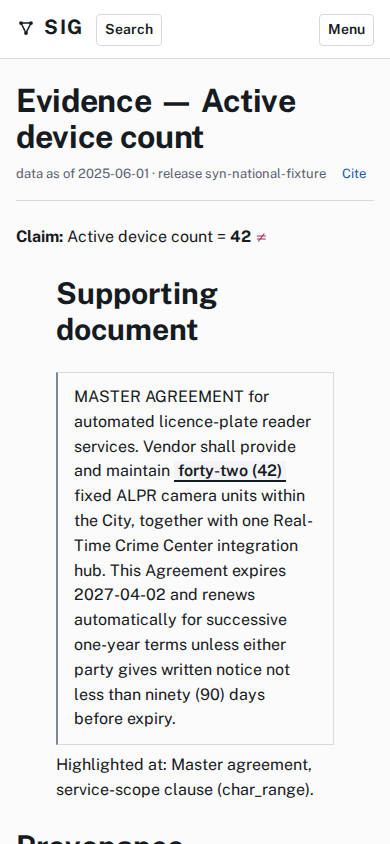 SIG
Search
Menu
Evidence — Active
device count
data as of 2025-06-01 · release syn-national-fixture
Cite
Claim: Active device count = 42 ≠
Supporting
document
MASTER AGREEMENT for
automated licence-plate reader
services. Vendor shall provide
and maintain forty-two (42)
fixed ALPR camera units within
the City, together with one Real-
Time Crime Center integration
hub. This Agreement expires
2027-04-02 and renews
automatically for successive
one-year terms unless either
party gives written notice not
less than ninety (90) days
before expiry.
Highlighted at: Master agreement,
service-scope clause (char_range).
Provenance